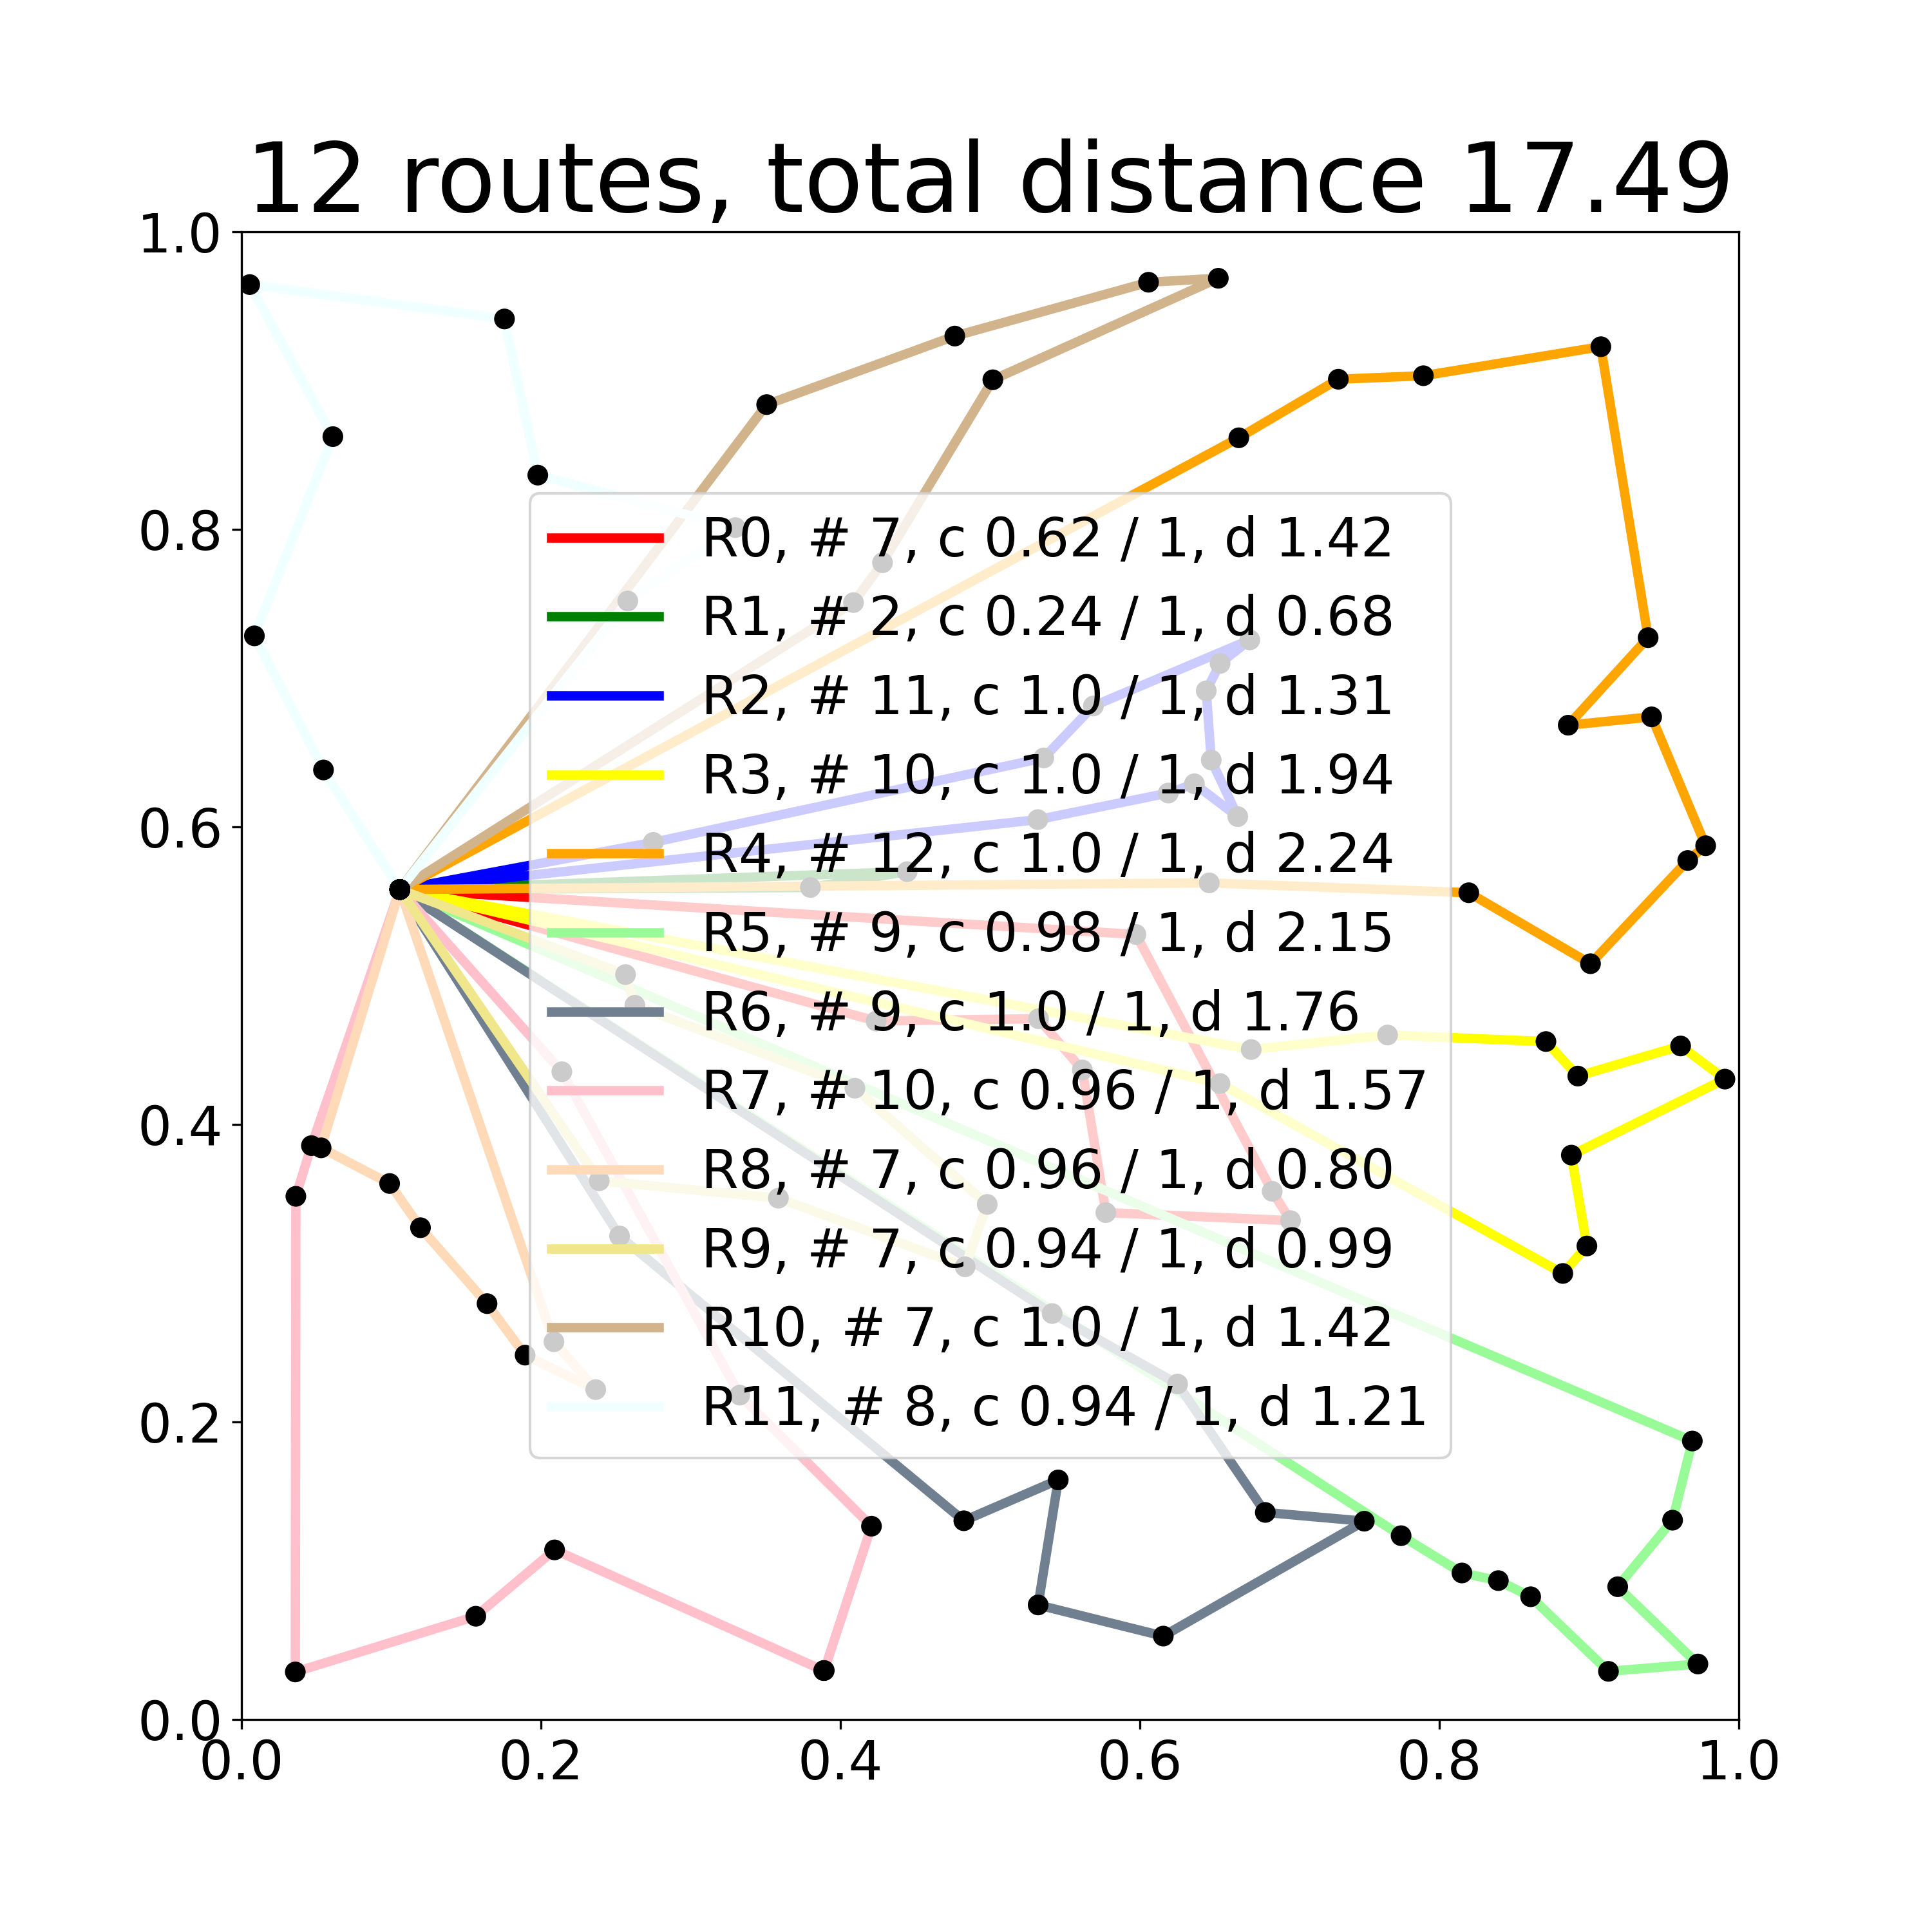 12 routes, total distance 17.49
1.0
0.8
0.6
0.4
0.2
0.0
R0, # 7, c 0.62 / 1, d 1.42
R1, # 2, c 0.24 / 1, d 0.68
R2, # 11, c 1.0 / 1, d 1.31
R3, # 10, c 1.0 / 1, d 1.94
R4, # 12, c 1.0 / 1, d 2.24
R5, # 9, c 0.98 / 1, d 2.15
R6, # 9, c 1.0 / 1, d 1.76
R7, # 10, c 0.96 / 1, d 1.57
R8, # 7, c 0.96 / 1, d 0.80
R9, # 7, c 0.94 / 1, d 0.99
R10, # 7, c 1.0 / 1, d 1.42
R11, # 8, c 0.94 / 1, d 1.21
0.0 0.2 0.4 0.6 0.8 1.0